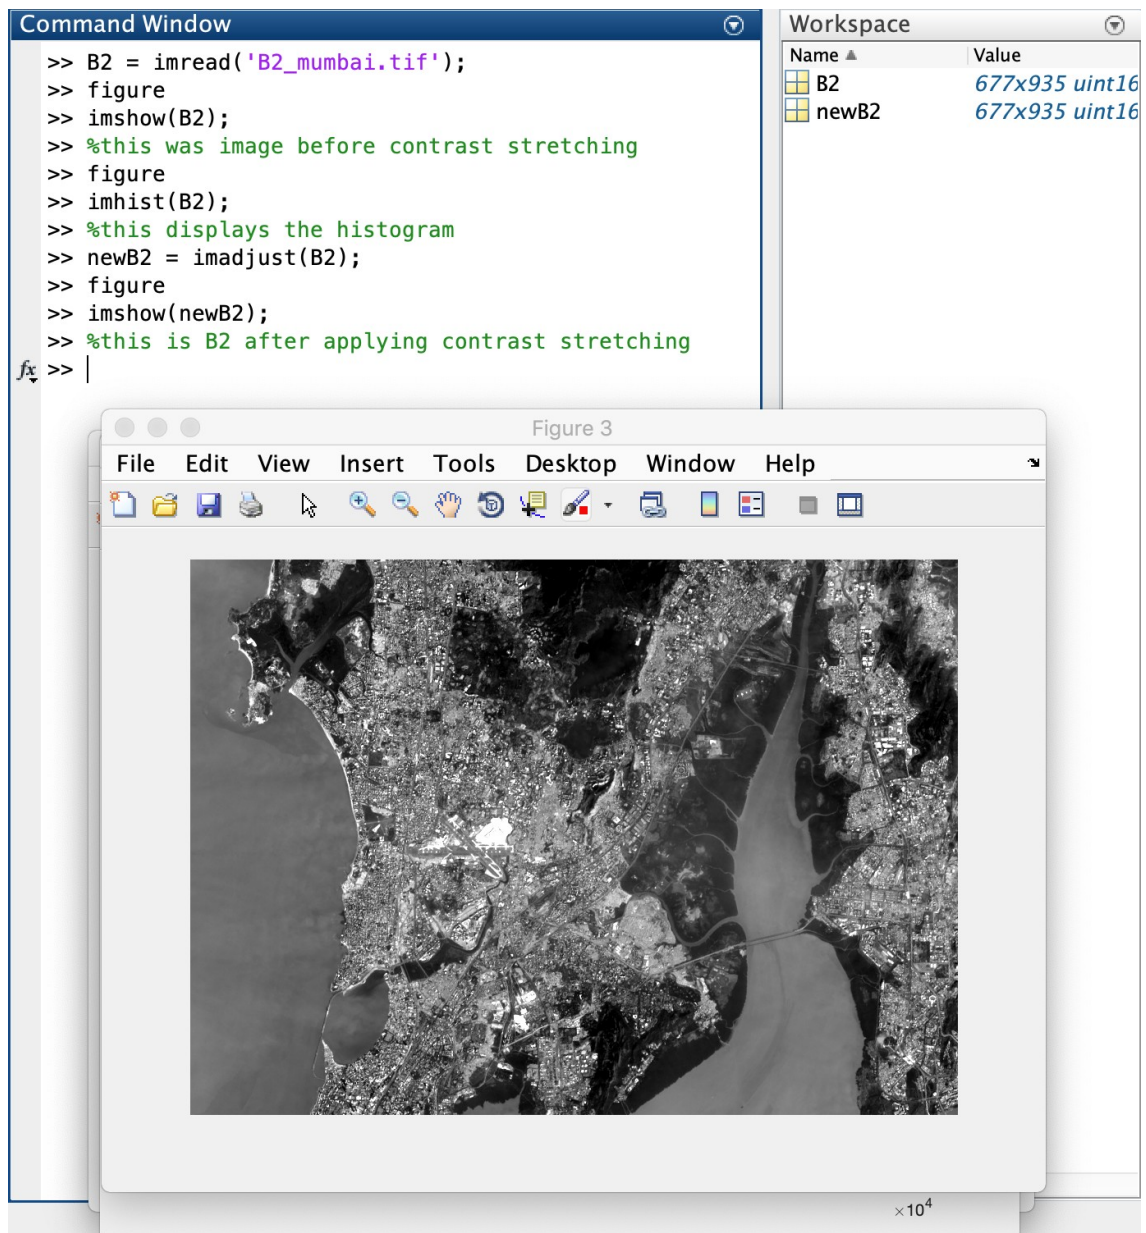 Command Window
>> B2 = imread('B2_mumbai.tif');
>> figure
>> imshow(B2);
>> %this was image before contrast stretching
>> figure
>> imhist(B2);
>> %this displays the histogram
>> newB2 = imadjust(B2);
>> figure
>> imshow(newB2);
>> %this is B2 after applying contrast stretching
fx >>
Workspace
Name Value
B2 677x935 uint16
newB2 677x935 uint16
Figure 3
File Edit View Insert Tools Desktop Window Help
×10⁴